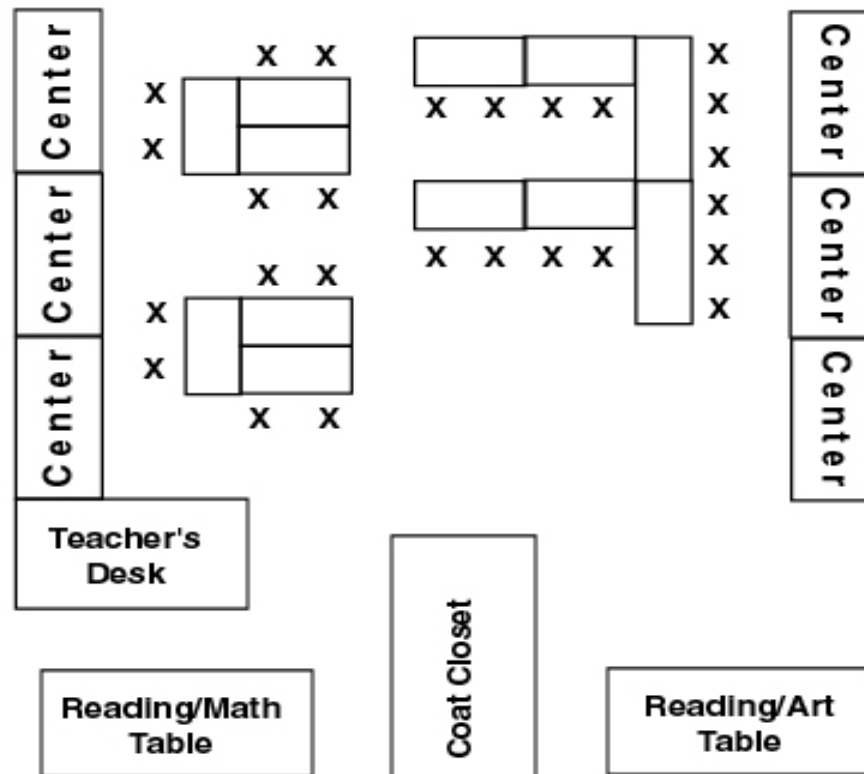 Center
Center
Center
X X
X
X
X X
X X
X
X
X X
X X X X
X X X X
X
X
X
X
X
X
Center
Center
Center
Teacher's
Desk
Reading/Math
Table
Coat Closet
Reading/Art
Table